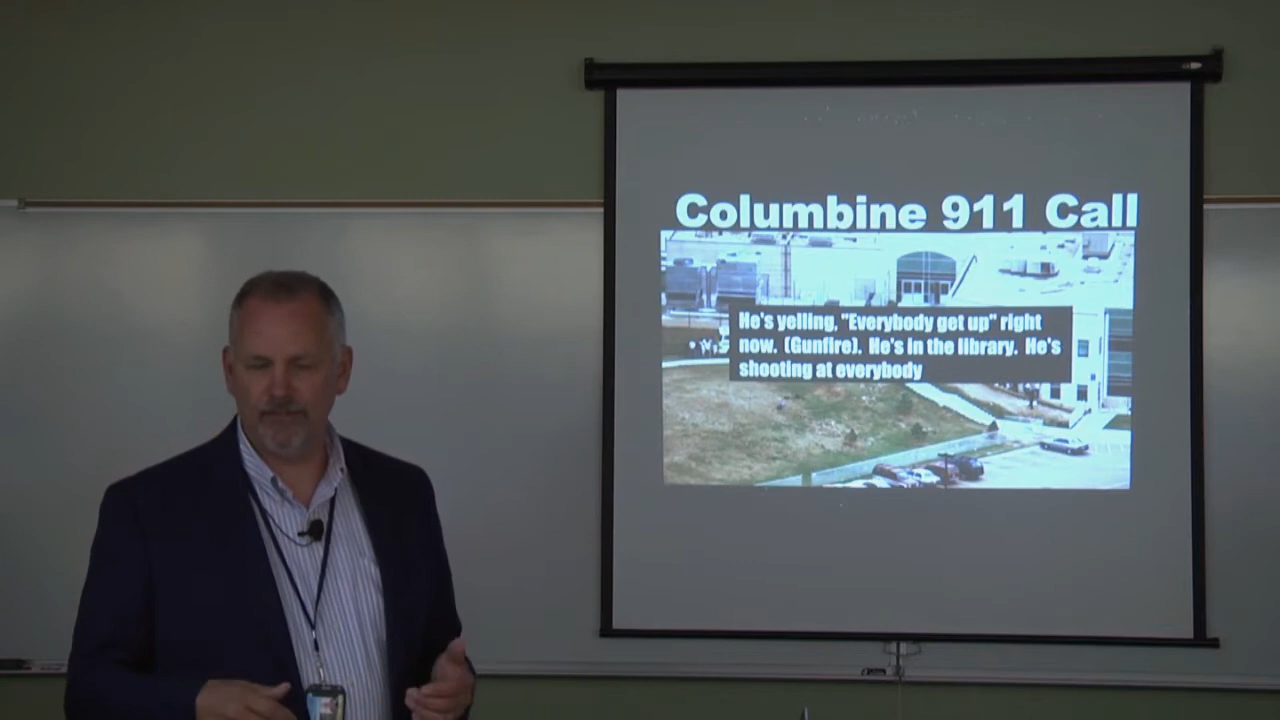 Columbine 911 Call
He's yelling, "Everybody get up" right
now. (Gunfire). He's in the library. He's
shooting at everybody